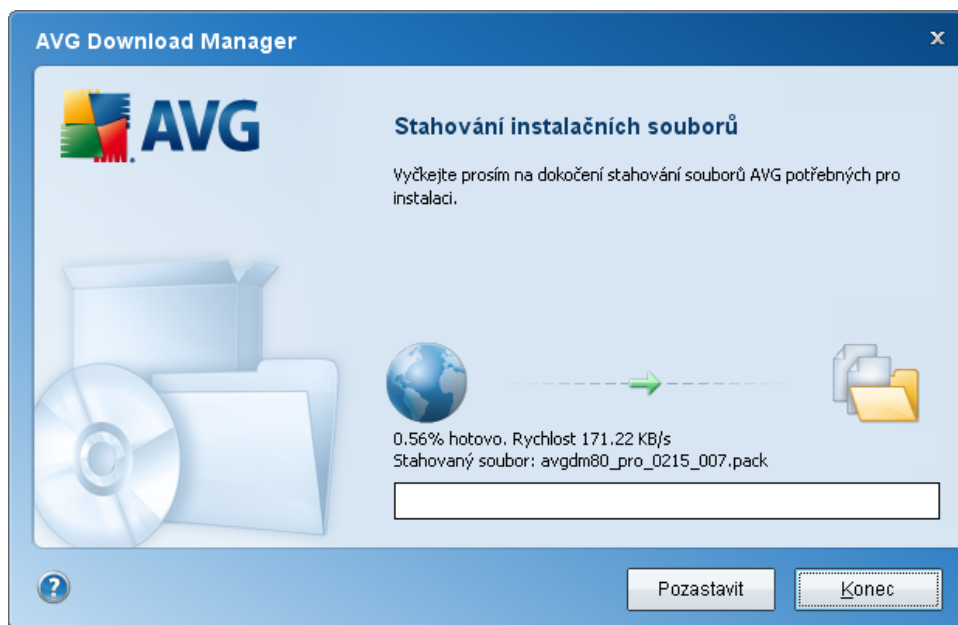 AVG Download Manager
x
AVG
Stahování instalačních souborů
Vyčkejte prosím na dokočení stahování souborů AVG potřebných pro
instalaci.
0.56% hotovo. Rychlost 171.22 KB/s
Stahovaný soubor: avgdm80_pro_0215_007.pack
?
Pozastavit
Konec